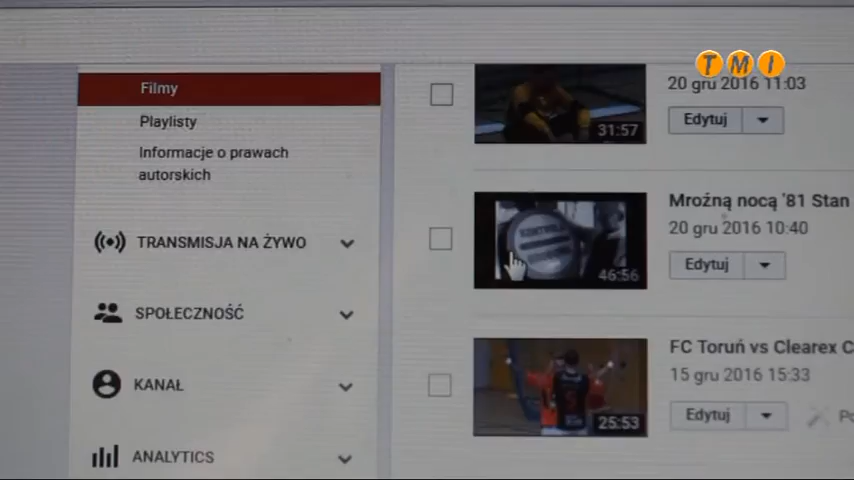 TMI
Filmy
Playlisty
Informacje o prawach
autorskich
TRANSMISJA NA ŻYWO
SPOŁECZNOŚĆ
KANAŁ
ANALYTICS
31:57
20 gru 2016 11:03
Edytuj
46:56
Mroźną nocą '81 Stan
20 gru 2016 10:40
Edytuj
25:53
FC Toruń vs Clearex C
15 gru 2016 15:33
Edytuj